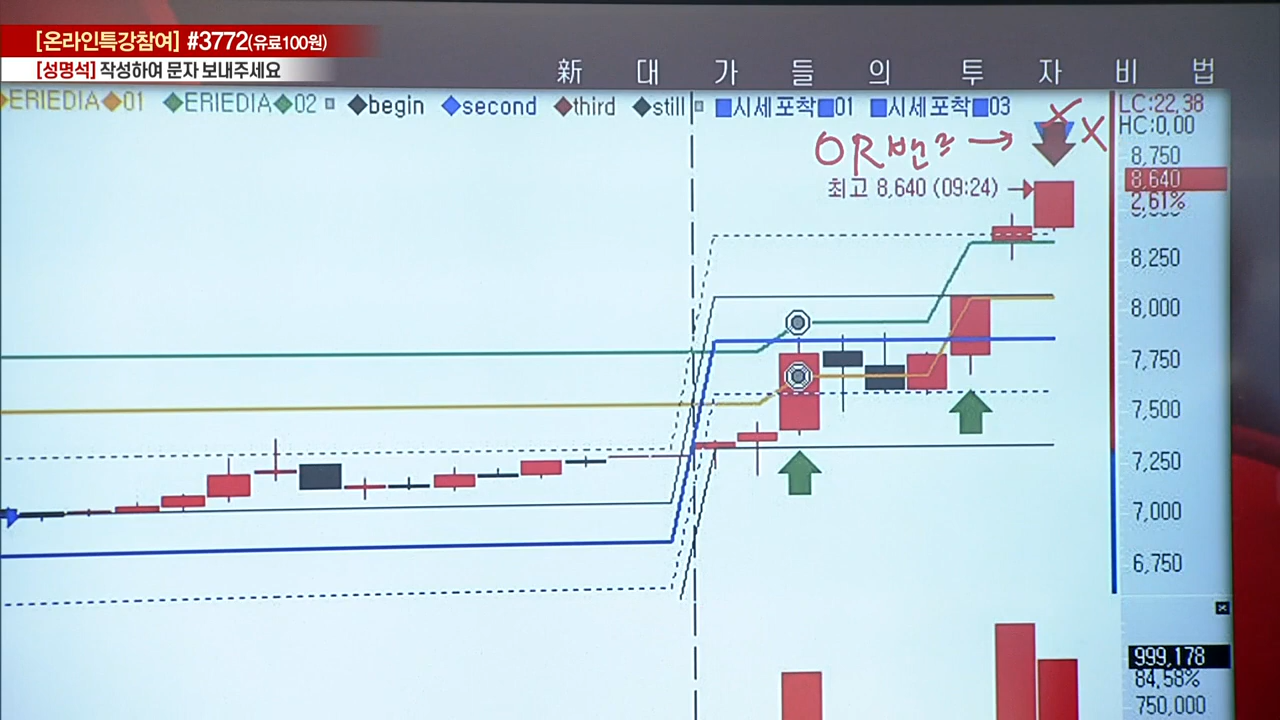 [온라인특강참여] #3772(유료100원)
[성명석] 작성하여 문자 보내주세요
新 대 가 들 의 투 자 비 법
ERIEDIA 01 ERIEDIA 02 begin second third still 시세포착 01 시세포착 03
LC:22,38
HC:0,00
OR
8,750
최고 8,640 (09:24)
8,640
2,61%
8,250
8,000
7,750
7,500
7,250
7,000
6,750
999,178
84,58%
750,000